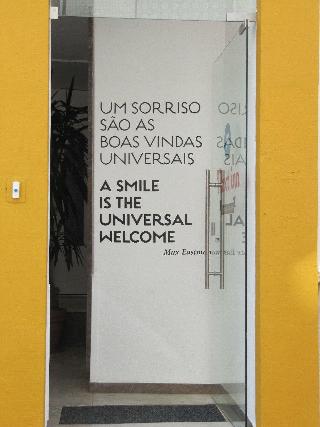 UM SORRISO
SÃO AS
BOAS VINDAS
UNIVERSAIS
A SMILE
IS THE
UNIVERSAL
WELCOME
Max Eastman